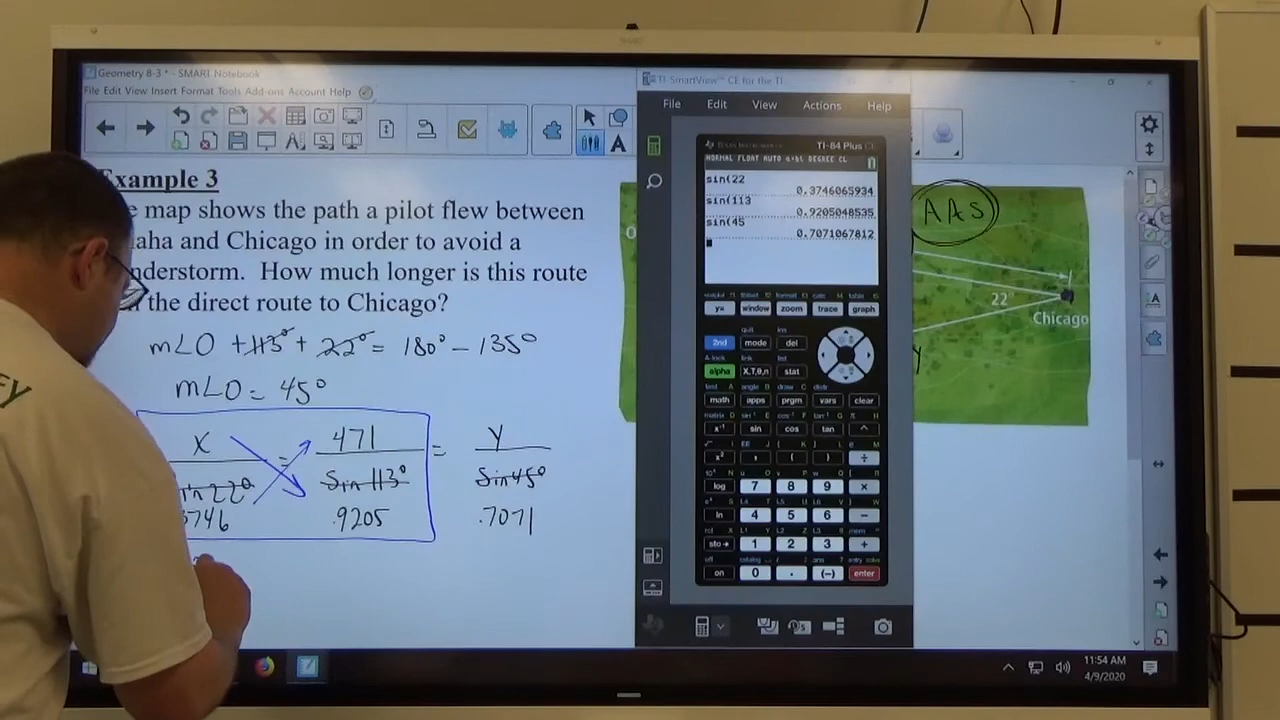 Geometry 8-3 * - SMART Notebook
File Edit View Insert Format Tools Add-ons Account Help
Example 3
map shows the path a pilot flew between
and Chicago in order to avoid a
How much longer is this route
the direct route to Chicago?
m∠O + 113° + 22° = 180° - 135°
m∠O = 45°
X = 471 = Y
Sin 113° Sin 45°
.9205 .7071
TI-SmartView™ CE for the TI
File Edit View Actions Help
TI-84 Plus CE
NORMAL FLOAT AUTO a+bi DEGREE CL
sin(22
0.3746065934
sin(113
0.9205048535
sin(45
0.7071067812
y= window zoom trace graph
quit ins
2nd mode del
A-lock link list
alpha X,T,θ,n stat
math apps prgm vars clear
x⁻¹ sin cos tan ^
x² , ( ) ÷
log 7 8 9 ×
ln 4 5 6 −
sto→ 1 2 3 +
off
on 0 . (−) enter
AAS
22°
Chicago
Y
11:54 AM
4/9/2020